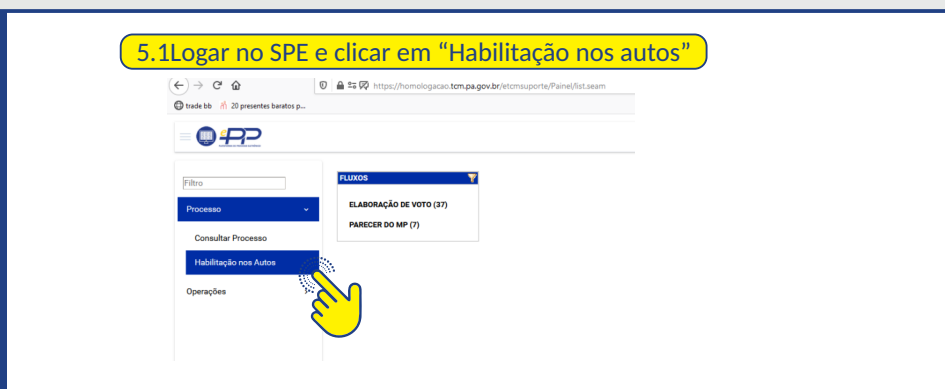 5.1Logar no SPE e clicar em “Habilitação nos autos”
https://homologacao.tcm.pa.gov.br/etcmsuporte/Painel/list.seam
trade bb 20 presentes baratos p...
PP
Filtro
FLUXOS
Processo
ELABORAÇÃO DE VOTO (37)
PARECER DO MP (7)
Consultar Processo
Habilitação nos Autos
Operações